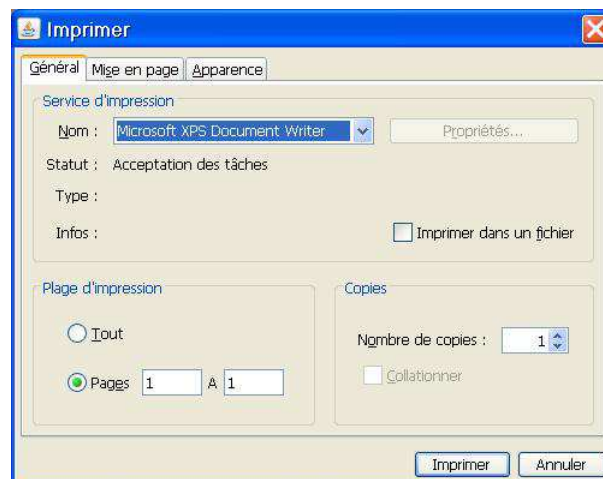 Imprimer
Général Mise en page Apparence
Service d'impression
Nom : Microsoft XPS Document Writer Propriétés...
Statut : Acceptation des tâches
Type :
Infos : Imprimer dans un fichier
Plage d'impression Copies
Tout
Nombre de copies : 1
Pages 1 A 1
Collationner
Imprimer Annuler